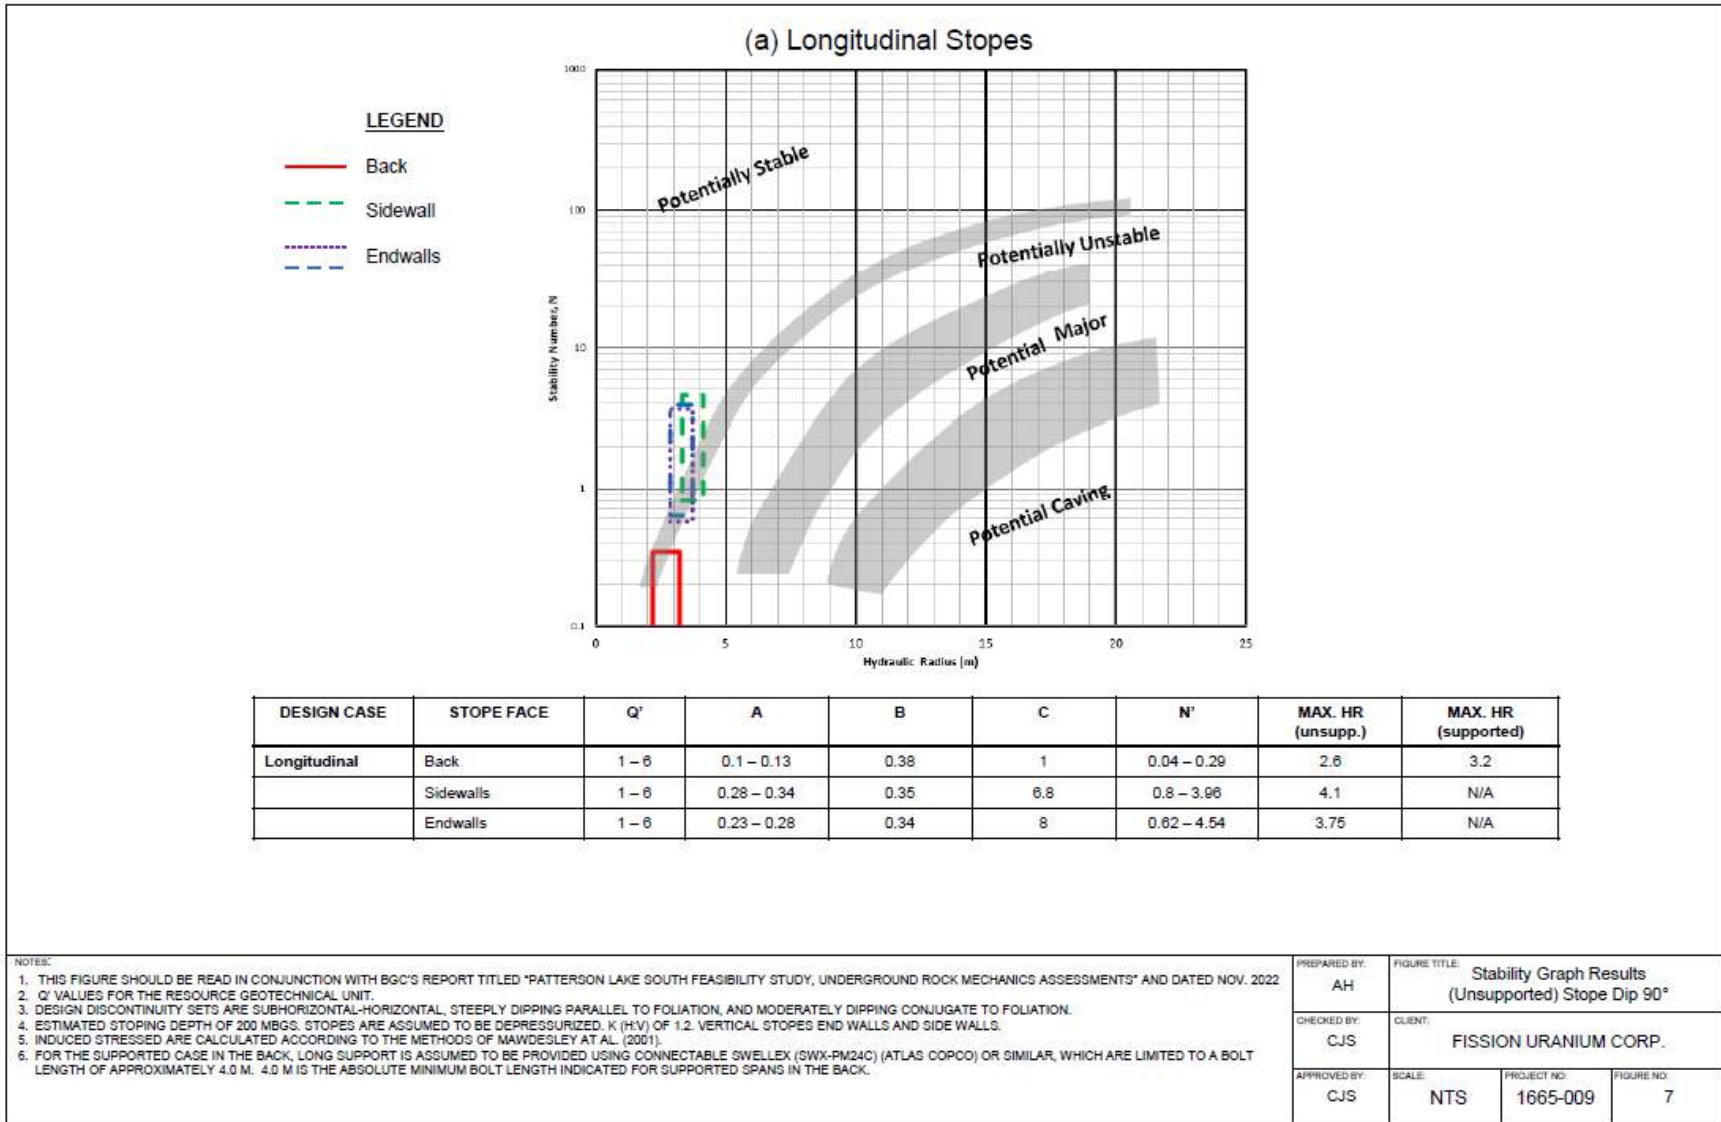 (a) Longitudinal Stopes
LEGEND
Back
Sidewall
Endwalls
1000
100
10
1
0.1
Stability Number, N
Potentially Stable
Potentially Unstable
Potential Major
Potential Caving
0 5 10 15 20 25
Hydraulic Radius (m)
DESIGN CASE STOPE FACE Q' A B C N' MAX. HR (unsupp.) MAX. HR (supported)
Longitudinal Back 1 – 6 0.1 – 0.13 0.38 1 0.04 – 0.29 2.6 3.2
Sidewalls 1 – 6 0.28 – 0.34 0.35 6.8 0.8 – 3.96 4.1 N/A
Endwalls 1 – 6 0.23 – 0.28 0.34 8 0.62 – 4.54 3.75 N/A
NOTES:
1. THIS FIGURE SHOULD BE READ IN CONJUNCTION WITH BGC'S REPORT TITLED "PATTERSON LAKE SOUTH FEASIBILITY STUDY, UNDERGROUND ROCK MECHANICS ASSESSMENTS" AND DATED NOV. 2022
2. Q' VALUES FOR THE RESOURCE GEOTECHNICAL UNIT.
3. DESIGN DISCONTINUITY SETS ARE SUBHORIZONTAL-HORIZONTAL, STEEPLY DIPPING PARALLEL TO FOLIATION, AND MODERATELY DIPPING CONJUGATE TO FOLIATION.
4. ESTIMATED STOPING DEPTH OF 200 MBGS. STOPES ARE ASSUMED TO BE DEPRESSURIZED. K (H:V) OF 1.2. VERTICAL STOPES END WALLS AND SIDE WALLS.
5. INDUCED STRESSED ARE CALCULATED ACCORDING TO THE METHODS OF MAWDESLEY AT AL. (2001).
6. FOR THE SUPPORTED CASE IN THE BACK, LONG SUPPORT IS ASSUMED TO BE PROVIDED USING CONNECTABLE SWELLEX (SWX-PM24C) (ATLAS COPCO) OR SIMILAR, WHICH ARE LIMITED TO A BOLT
LENGTH OF APPROXIMATELY 4.0 M. 4.0 M IS THE ABSOLUTE MINIMUM BOLT LENGTH INDICATED FOR SUPPORTED SPANS IN THE BACK.
PREPARED BY:
AH
FIGURE TITLE:
Stability Graph Results
(Unsupported) Stope Dip 90°
CHECKED BY:
CJS
CLIENT:
FISSION URANIUM CORP.
APPROVED BY:
CJS
SCALE:
NTS
PROJECT NO:
1665-009
FIGURE NO:
7